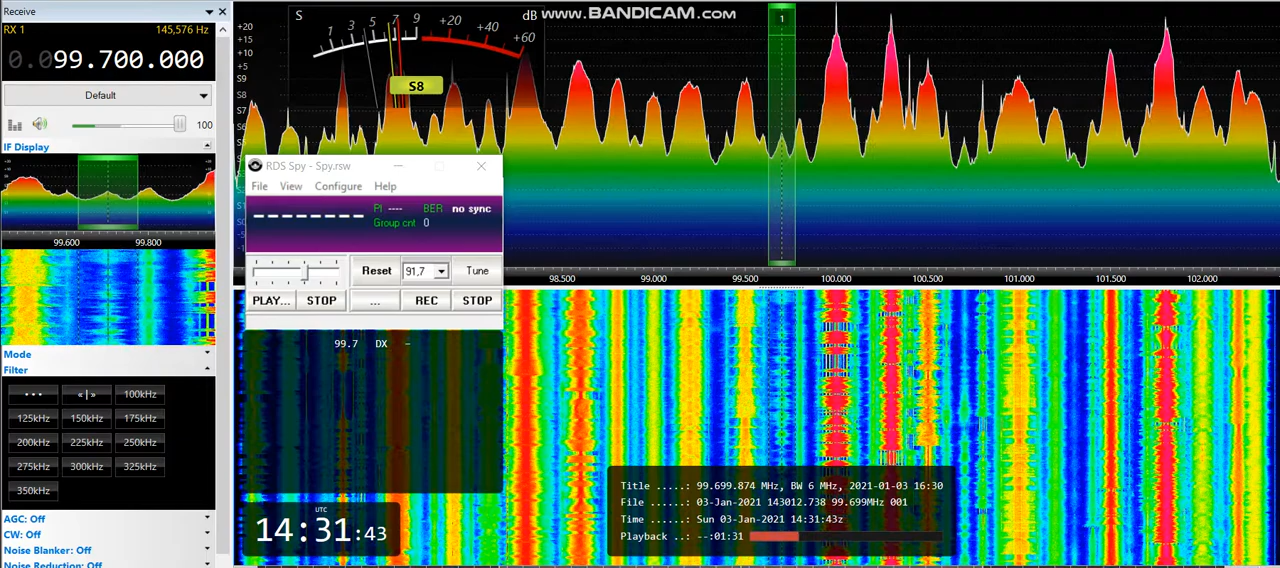 Receive
RX 1 145,576 Hz
0.099.700.000
Default
100
IF Display
99.600 99.800
Mode
Filter
••• «|» 100kHz
125kHz 150kHz 175kHz
200kHz 225kHz 250kHz
275kHz 300kHz 325kHz
350kHz
AGC: Off
CW: Off
Noise Blanker: Off
Noise Reduction: Off
www.BANDICAM.com
S dB
1 3 5 7 9 +20 +40 +60
S8
+20
+15
+10
+5
S9
S8
S7
S6
1
RDS Spy - Spy.rsw
File View Configure Help
PI ---- BER no sync
Group cnt 0
Reset 91,7 Tune
PLAY... STOP ... REC STOP
98.500 99.000 99.500 100.000 100.500 101.000 101.500 102.000
99.7 DX –
UTC
14:31:43
Title .....: 99.699.874 MHz, BW 6 MHz, 2021-01-03 16:30
File ......: 03-Jan-2021 143012.738 99.699MHz 001
Time ......: Sun 03-Jan-2021 14:31:43z
Playback ..: --:01:31